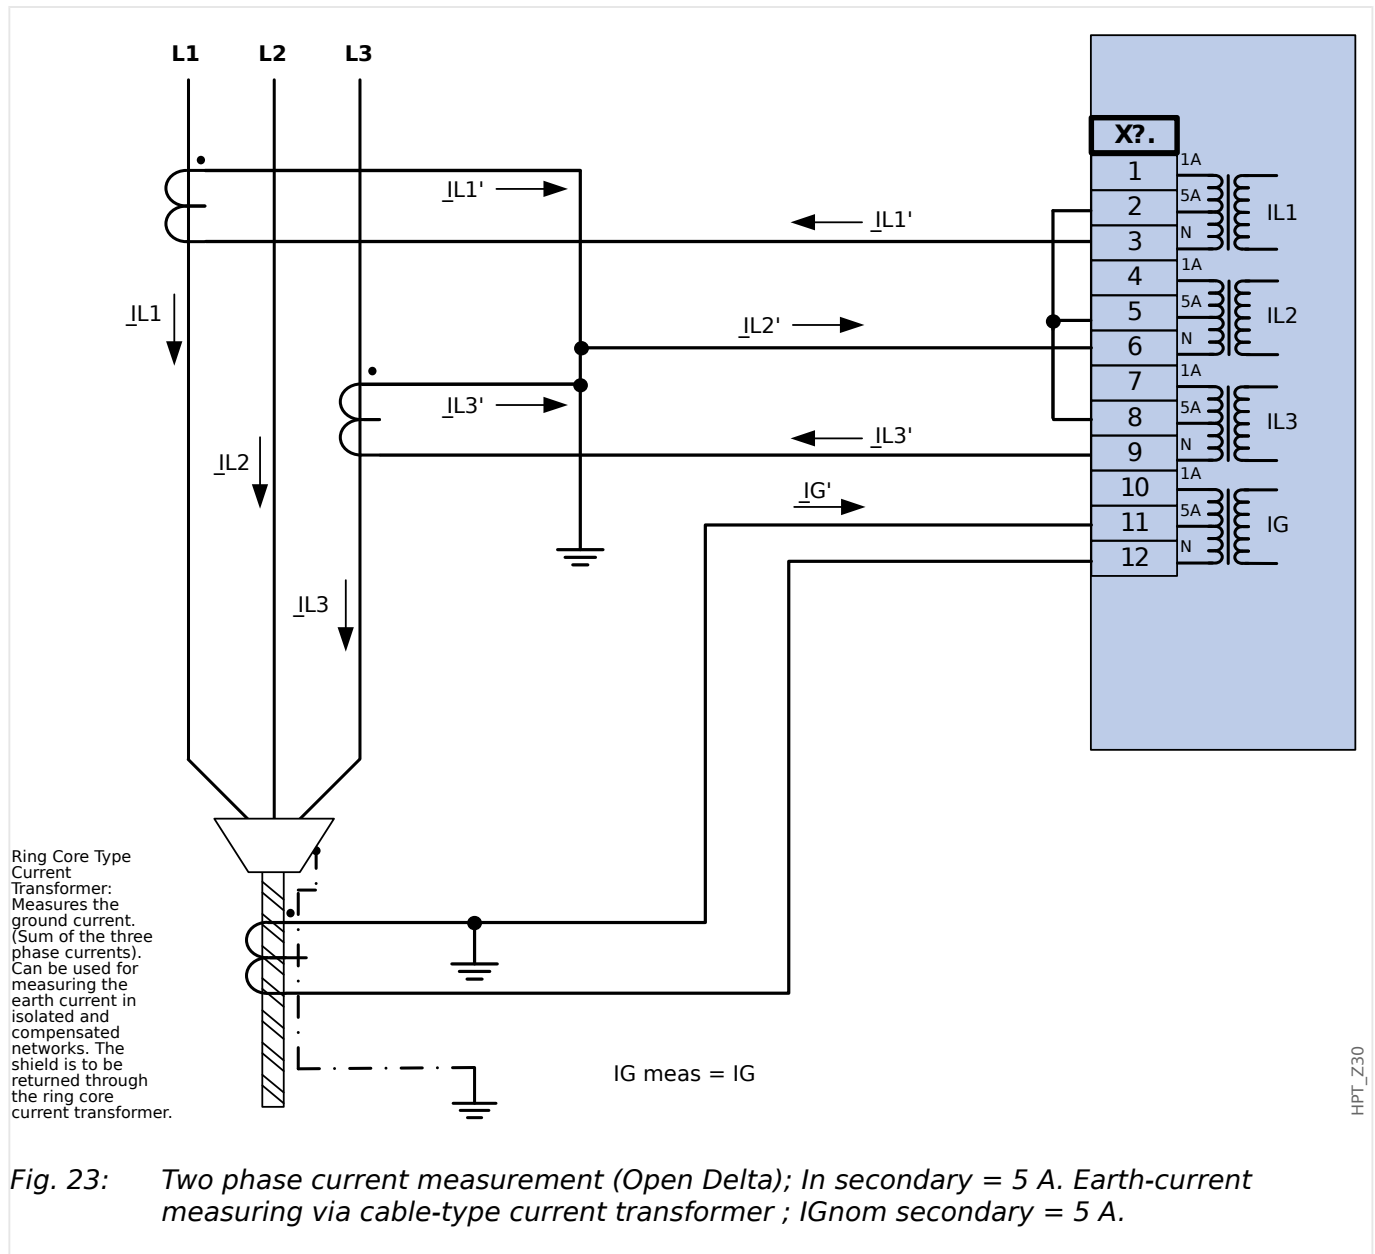 L1 L2 L3
X?.
1 1A
2 5A IL1
3 N
4 1A
5 5A IL2
6 N
7 1A
8 5A IL3
9 N
10 1A
11 5A IG
12 N
IL1'
IL1'
IL1
IL2'
IL3'
IL3'
IL2
IG'
IL3
Ring Core Type
Current
Transformer:
Measures the
ground current.
(Sum of the three
phase currents).
Can be used for
measuring the
earth current in
isolated and
compensated
networks. The
shield is to be
returned through
the ring core
current transformer.
IG meas = IG
HPT_Z30
Fig. 23: Two phase current measurement (Open Delta); In secondary = 5 A. Earth-current
measuring via cable-type current transformer ; IGnom secondary = 5 A.